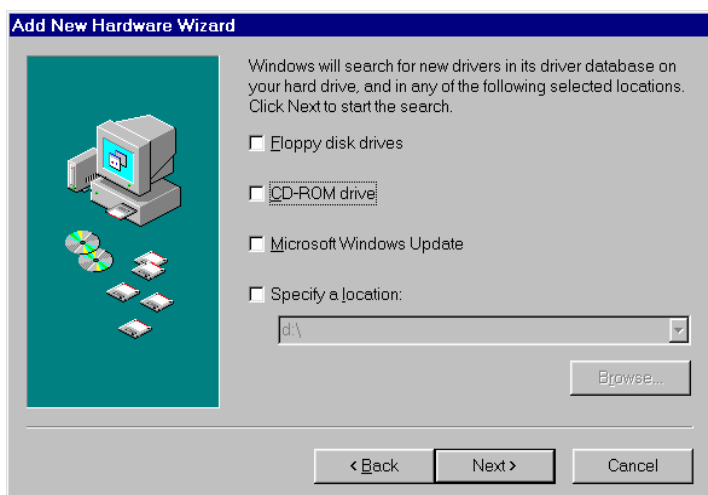 Add New Hardware Wizard
Windows will search for new drivers in its driver database on
your hard drive, and in any of the following selected locations.
Click Next to start the search.
Floppy disk drives
CD-ROM drive
Microsoft Windows Update
Specify a location:
d:\
Browse...
< Back Next > Cancel